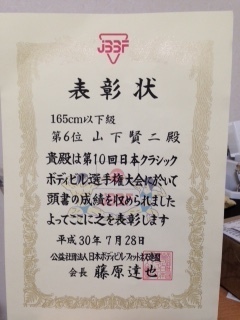 JBBF
表彰状
165cm以下級
第6位 山下賢二殿
貴殿は第10回日本クラシック
ボディビル選手権大会に於いて
頭書の成績を収められました
よってここに之を表彰します
平成30年7月28日
公益社団法人日本ボディビル・フィットネス連盟
会長 藤原達也